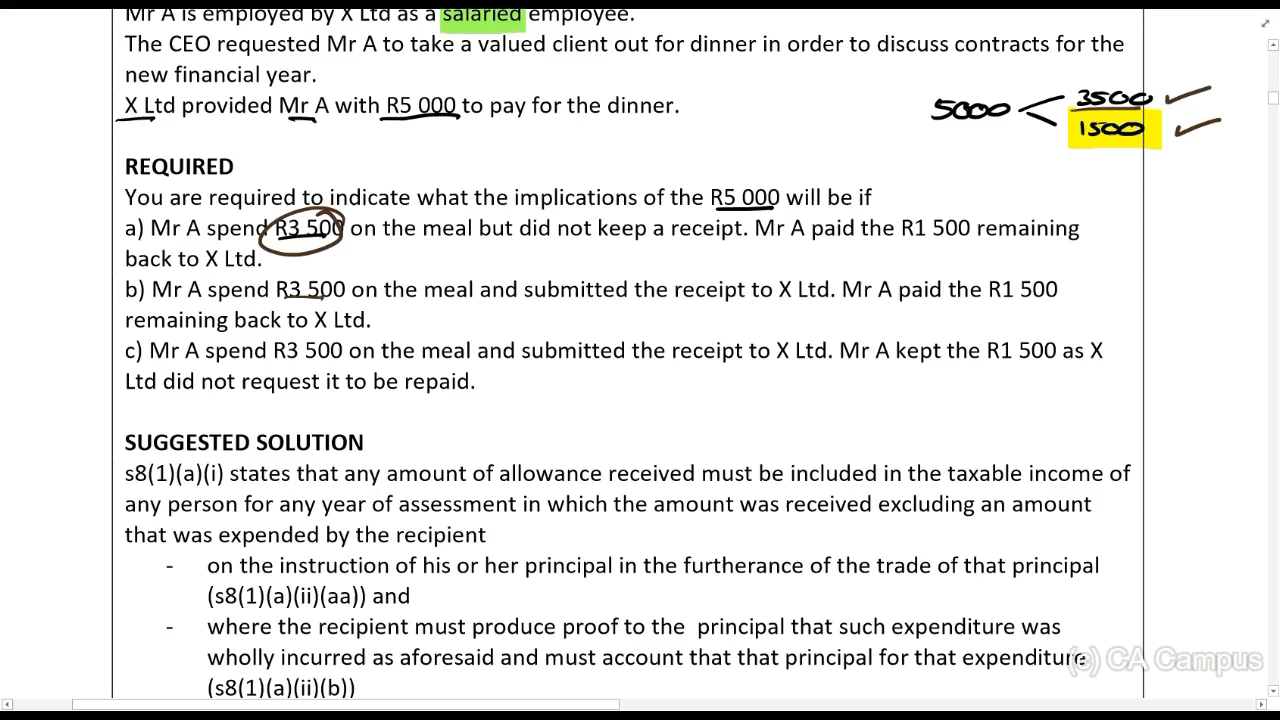 Mr A is employed by X Ltd as a salaried employee.
The CEO requested Mr A to take a valued client out for dinner in order to discuss contracts for the
new financial year.
X Ltd provided Mr A with R5 000 to pay for the dinner.
5000 < 3500
1500
REQUIRED
You are required to indicate what the implications of the R5 000 will be if
a) Mr A spend R3 500 on the meal but did not keep a receipt. Mr A paid the R1 500 remaining
back to X Ltd.
b) Mr A spend R3 500 on the meal and submitted the receipt to X Ltd. Mr A paid the R1 500
remaining back to X Ltd.
c) Mr A spend R3 500 on the meal and submitted the receipt to X Ltd. Mr A kept the R1 500 as X
Ltd did not request it to be repaid.
SUGGESTED SOLUTION
s8(1)(a)(i) states that any amount of allowance received must be included in the taxable income of
any person for any year of assessment in which the amount was received excluding an amount
that was expended by the recipient
- on the instruction of his or her principal in the furtherance of the trade of that principal
(s8(1)(a)(ii)(aa)) and
- where the recipient must produce proof to the principal that such expenditure was
wholly incurred as aforesaid and must account that that principal for that expenditure
(s8(1)(a)(ii)(b))
(c) CA Campus